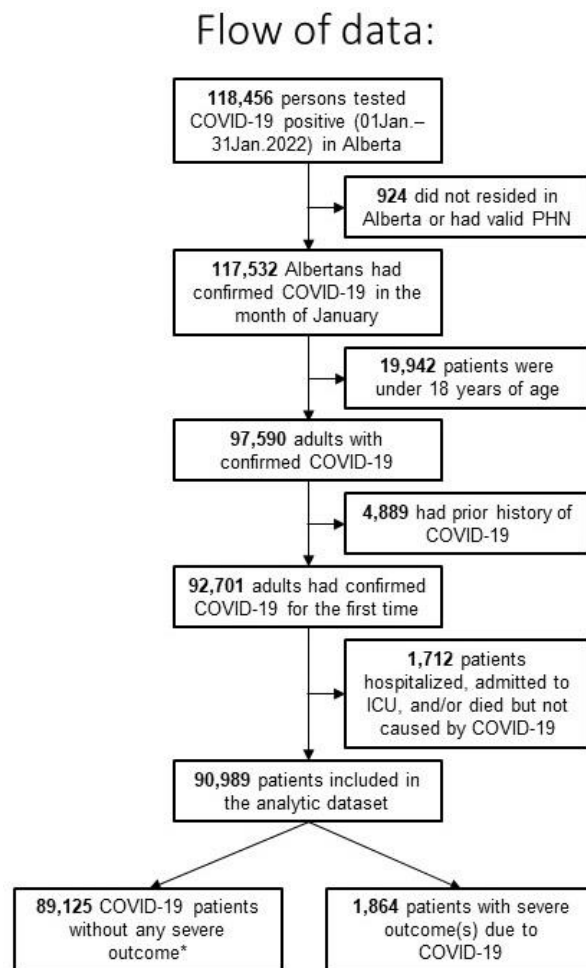 Flow of data:
118,456 persons tested
COVID-19 positive (01Jan.–
31Jan.2022) in Alberta
924 did not resided in
Alberta or had valid PHN
117,532 Albertans had
confirmed COVID-19 in the
month of January
19,942 patients were
under 18 years of age
97,590 adults with
confirmed COVID-19
4,889 had prior history of
COVID-19
92,701 adults had confirmed
COVID-19 for the first time
1,712 patients
hospitalized, admitted to
ICU, and/or died but not
caused by COVID-19
90,989 patients included in
the analytic dataset
89,125 COVID-19 patients
without any severe
outcome*
1,864 patients with severe
outcome(s) due to
COVID-19